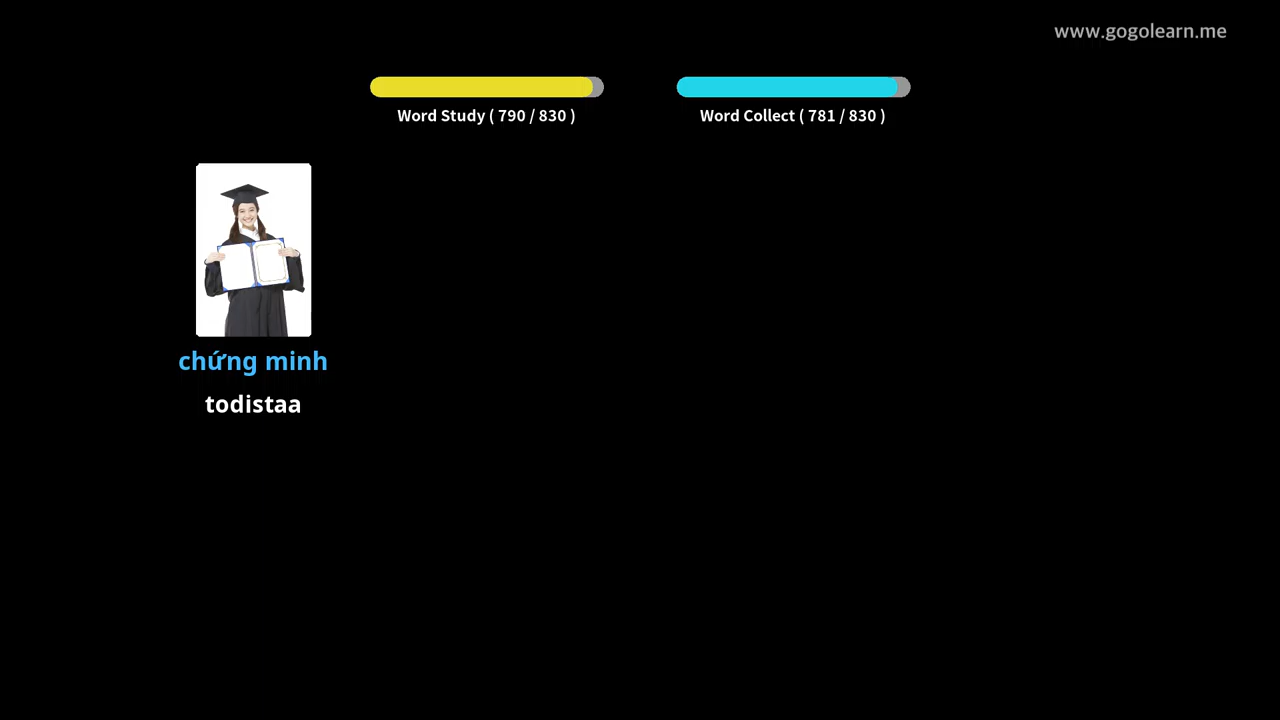 www.gogolearn.me
Word Study ( 790 / 830 )
Word Collect ( 781 / 830 )
chứng minh
todistaa